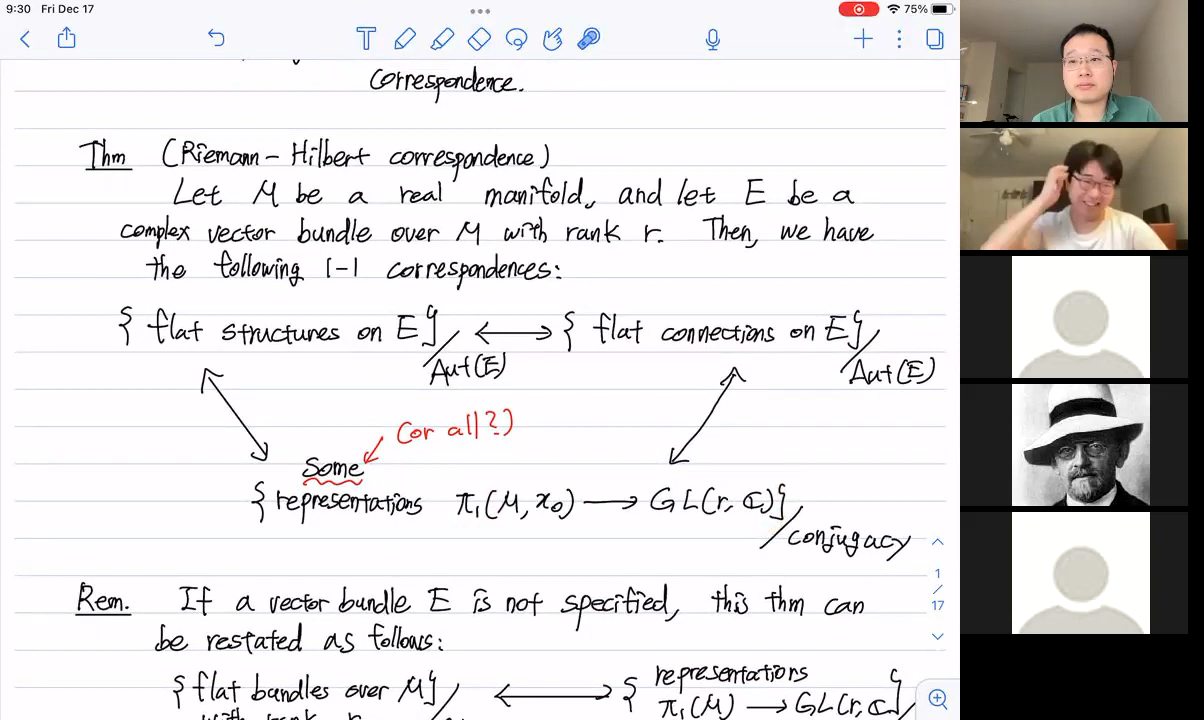 9:30 Fri Dec 17
75%
correspondence.
Thm (Riemann-Hilbert correspondence)
Let M be a real manifold, and let E be a
complex vector bundle over M with rank r. Then, we have
the following 1-1 correspondences:
{ flat structures on E} / Aut(E) ⟷ { flat connections on E} / Aut(E)
(or all?)
Some
{ representations π₁(M, x₀) ⟶ GL(r, ℂ)} / conjugacy
Rem. If a vector bundle E is not specified, this thm can
be restated as follows:
{ flat bundles over M} / ⟷ { representations
π₁(M) ⟶ GL(r, ℂ) } /
with rank r
1
/
17